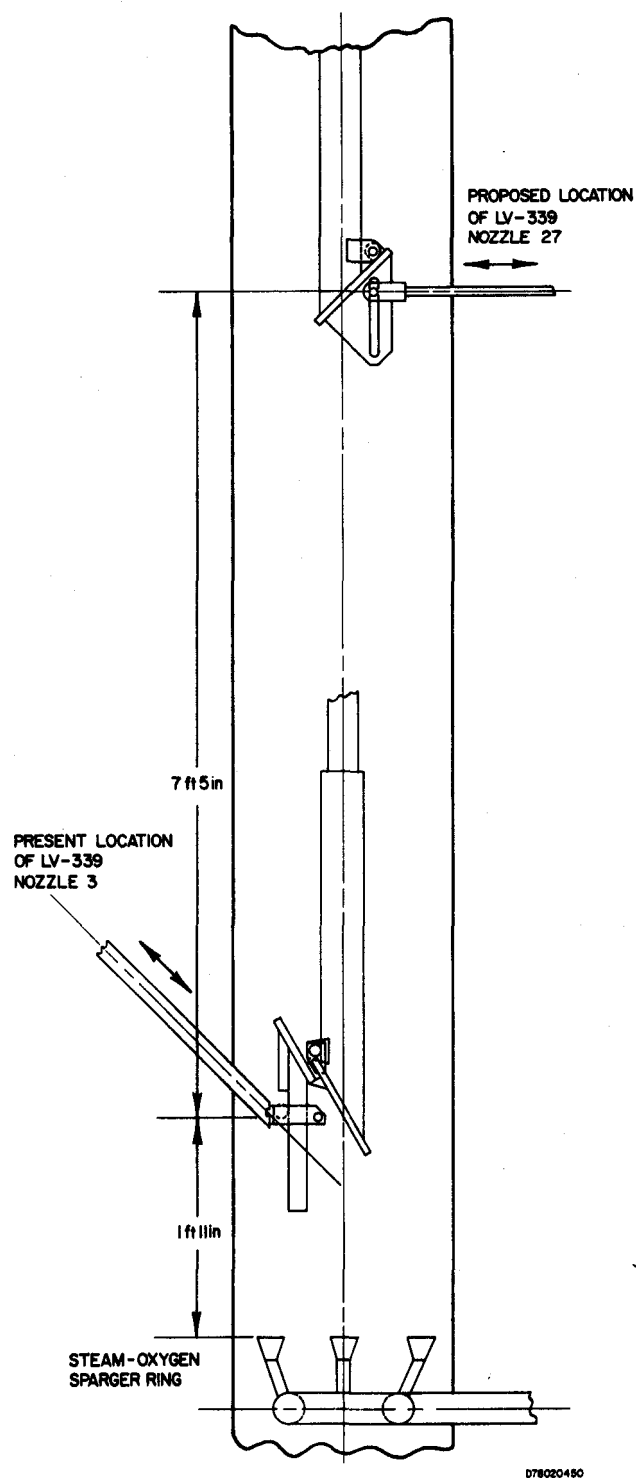 PROPOSED LOCATION
OF LV-339
NOZZLE 27
7 ft 5 in
PRESENT LOCATION
OF LV-339
NOZZLE 3
1 ft 11 in
STEAM-OXYGEN
SPARGER RING
D78020450